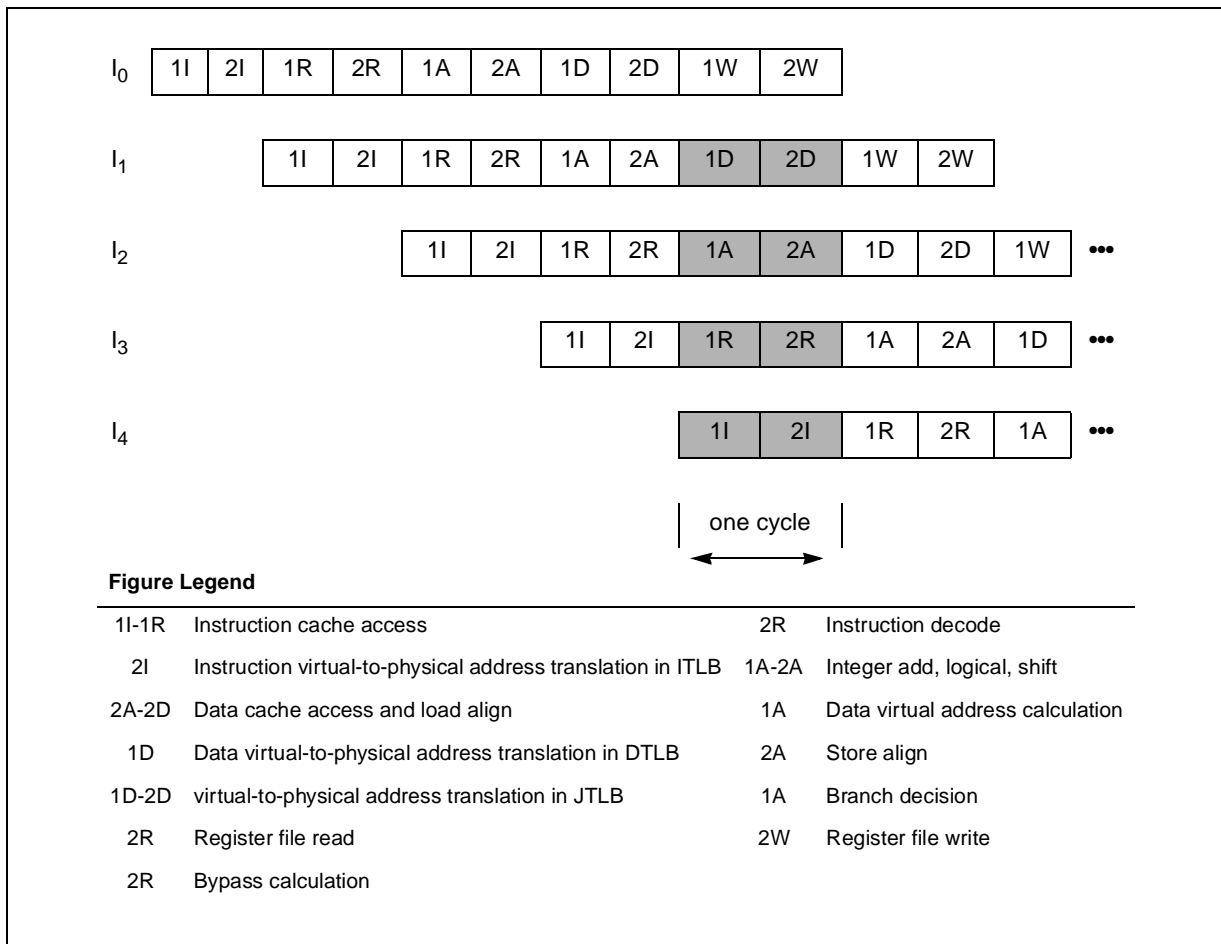 I0 1I 2I 1R 2R 1A 2A 1D 2D 1W 2W
I1 1I 2I 1R 2R 1A 2A 1D 2D 1W 2W
I2 1I 2I 1R 2R 1A 2A 1D 2D 1W •••
I3 1I 2I 1R 2R 1A 2A 1D •••
I4 1I 2I 1R 2R 1A •••
one cycle
Figure Legend
1I-1R Instruction cache access 2R Instruction decode
2I Instruction virtual-to-physical address translation in ITLB 1A-2A Integer add, logical, shift
2A-2D Data cache access and load align 1A Data virtual address calculation
1D Data virtual-to-physical address translation in DTLB 2A Store align
1D-2D virtual-to-physical address translation in JTLB 1A Branch decision
2R Register file read 2W Register file write
2R Bypass calculation